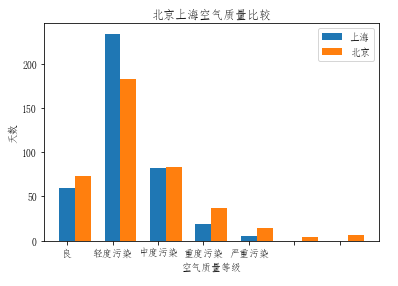 北京上海空气质量比较
上海
北京
天数
200
150
100
50
0
良 轻度污染 中度污染 重度污染 严重污染
空气质量等级